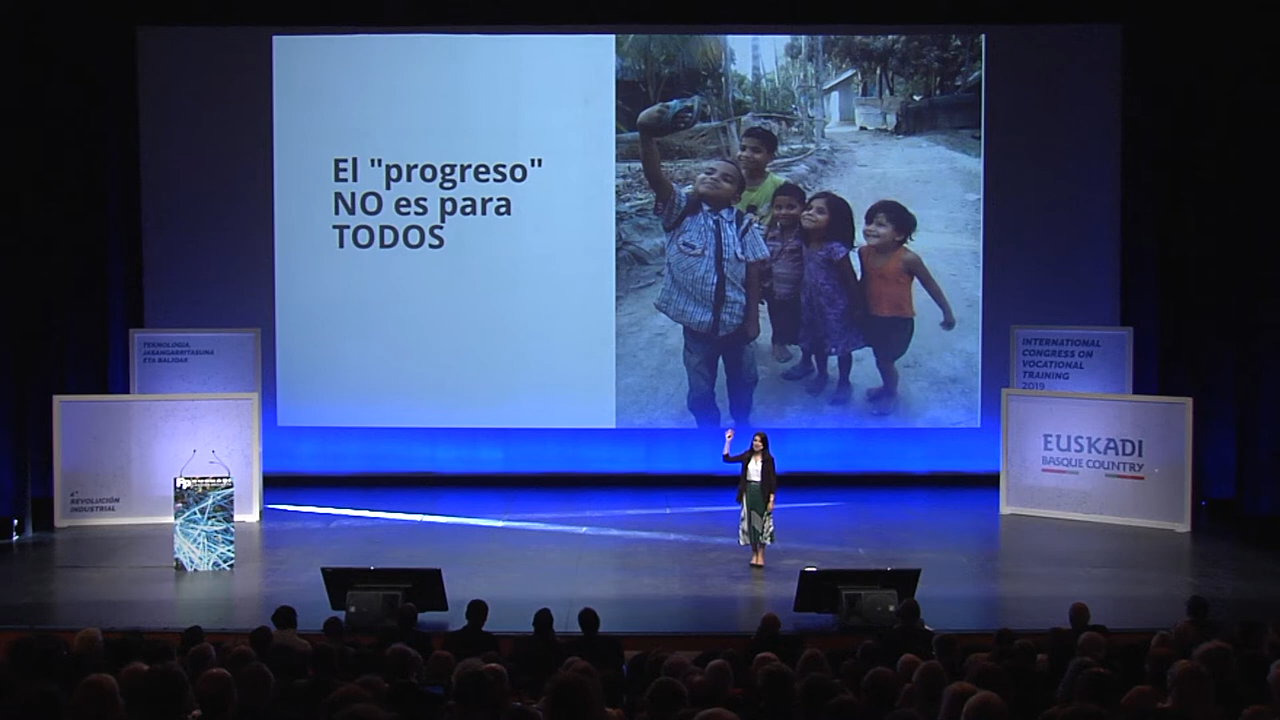 El "progreso"
NO es para
TODOS
TEKNOLOGIA,
JASANGARRITASUNA
ETA BALIOAK
4ª
REVOLUCIÓN
INDUSTRIAL
INTERNATIONAL
CONGRESS ON
VOCATIONAL
TRAINING
2019
EUSKADI
BASQUE COUNTRY